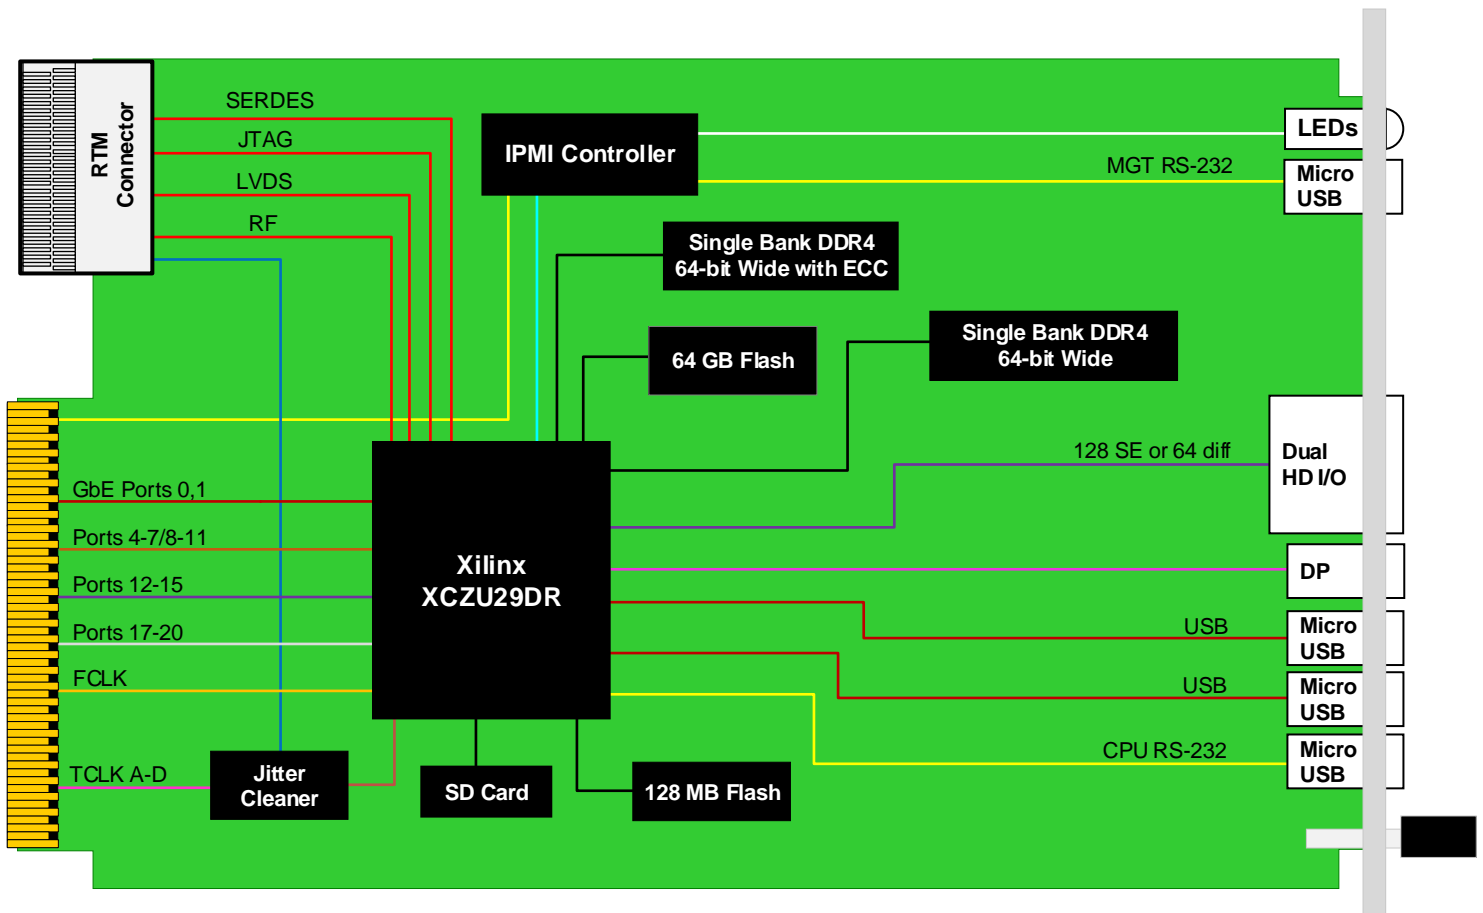 SERDES
JTAG
LVDS
RF
RTM
Connector
IPMI Controller
LEDs
MGT RS-232
Micro
USB
Single Bank DDR4
64-bit Wide with ECC
Single Bank DDR4
64-bit Wide
64 GB Flash
128 SE or 64 diff
Dual
HD I/O
GbE Ports 0,1
Ports 4-7/8-11
Ports 12-15
Ports 17-20
FCLK
TCLK A-D
Xilinx
XCZU29DR
DP
USB
Micro
USB
USB
Micro
USB
CPU RS-232
Micro
USB
Jitter
Cleaner
SD Card
128 MB Flash